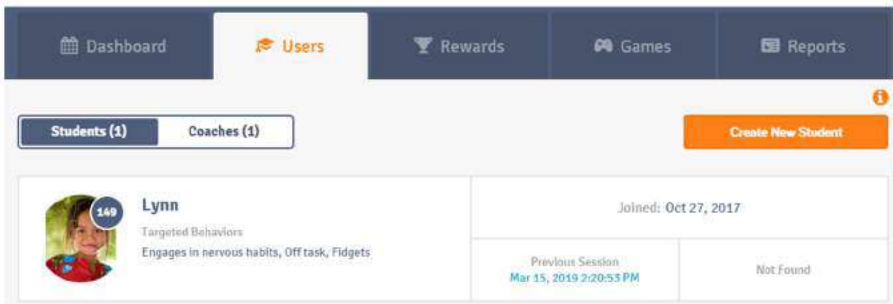 Dashboard
Users
Rewards
Games
Reports
Students (1)
Coaches (1)
Create New Student
149
Lynn
Targeted Behaviors
Engages in nervous habits, Off task, Fidgets
Joined: Oct 27, 2017
Previous Session
Mar 15, 2019 2:20:53 PM
Not Found